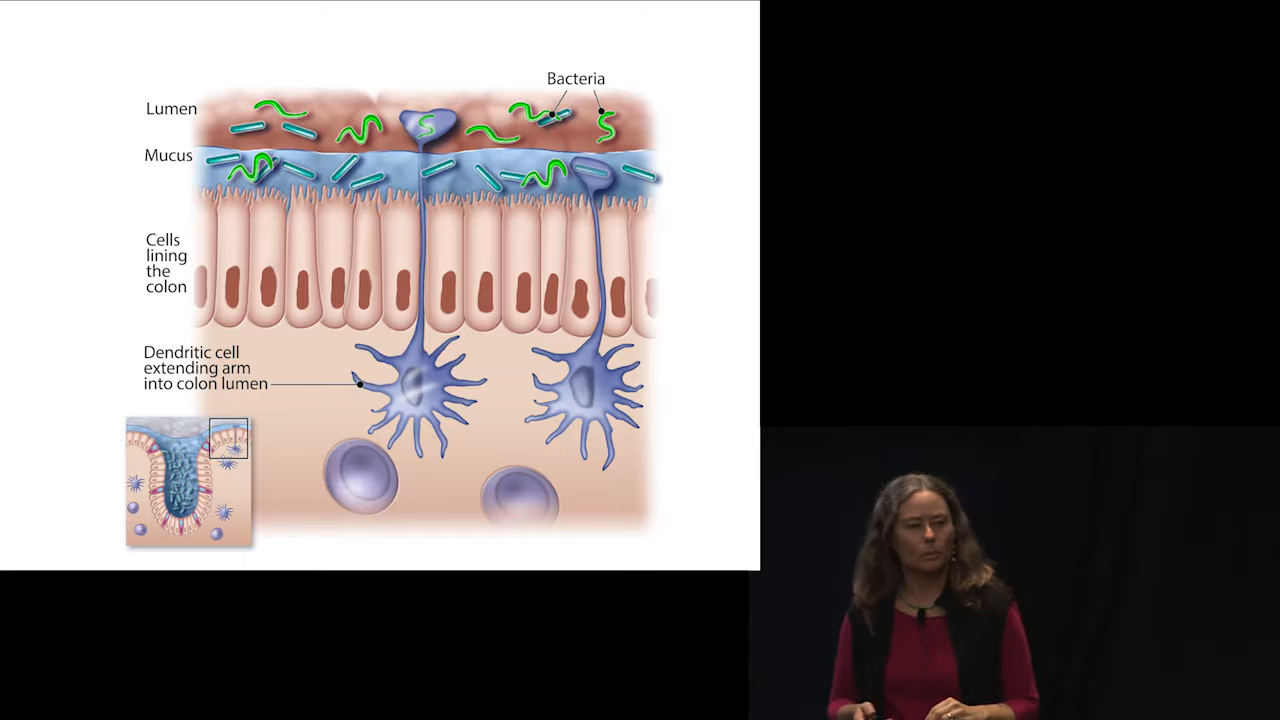 Bacteria
Lumen
Mucus
Cells
lining
the
colon
Dendritic cell
extending arm
into colon lumen